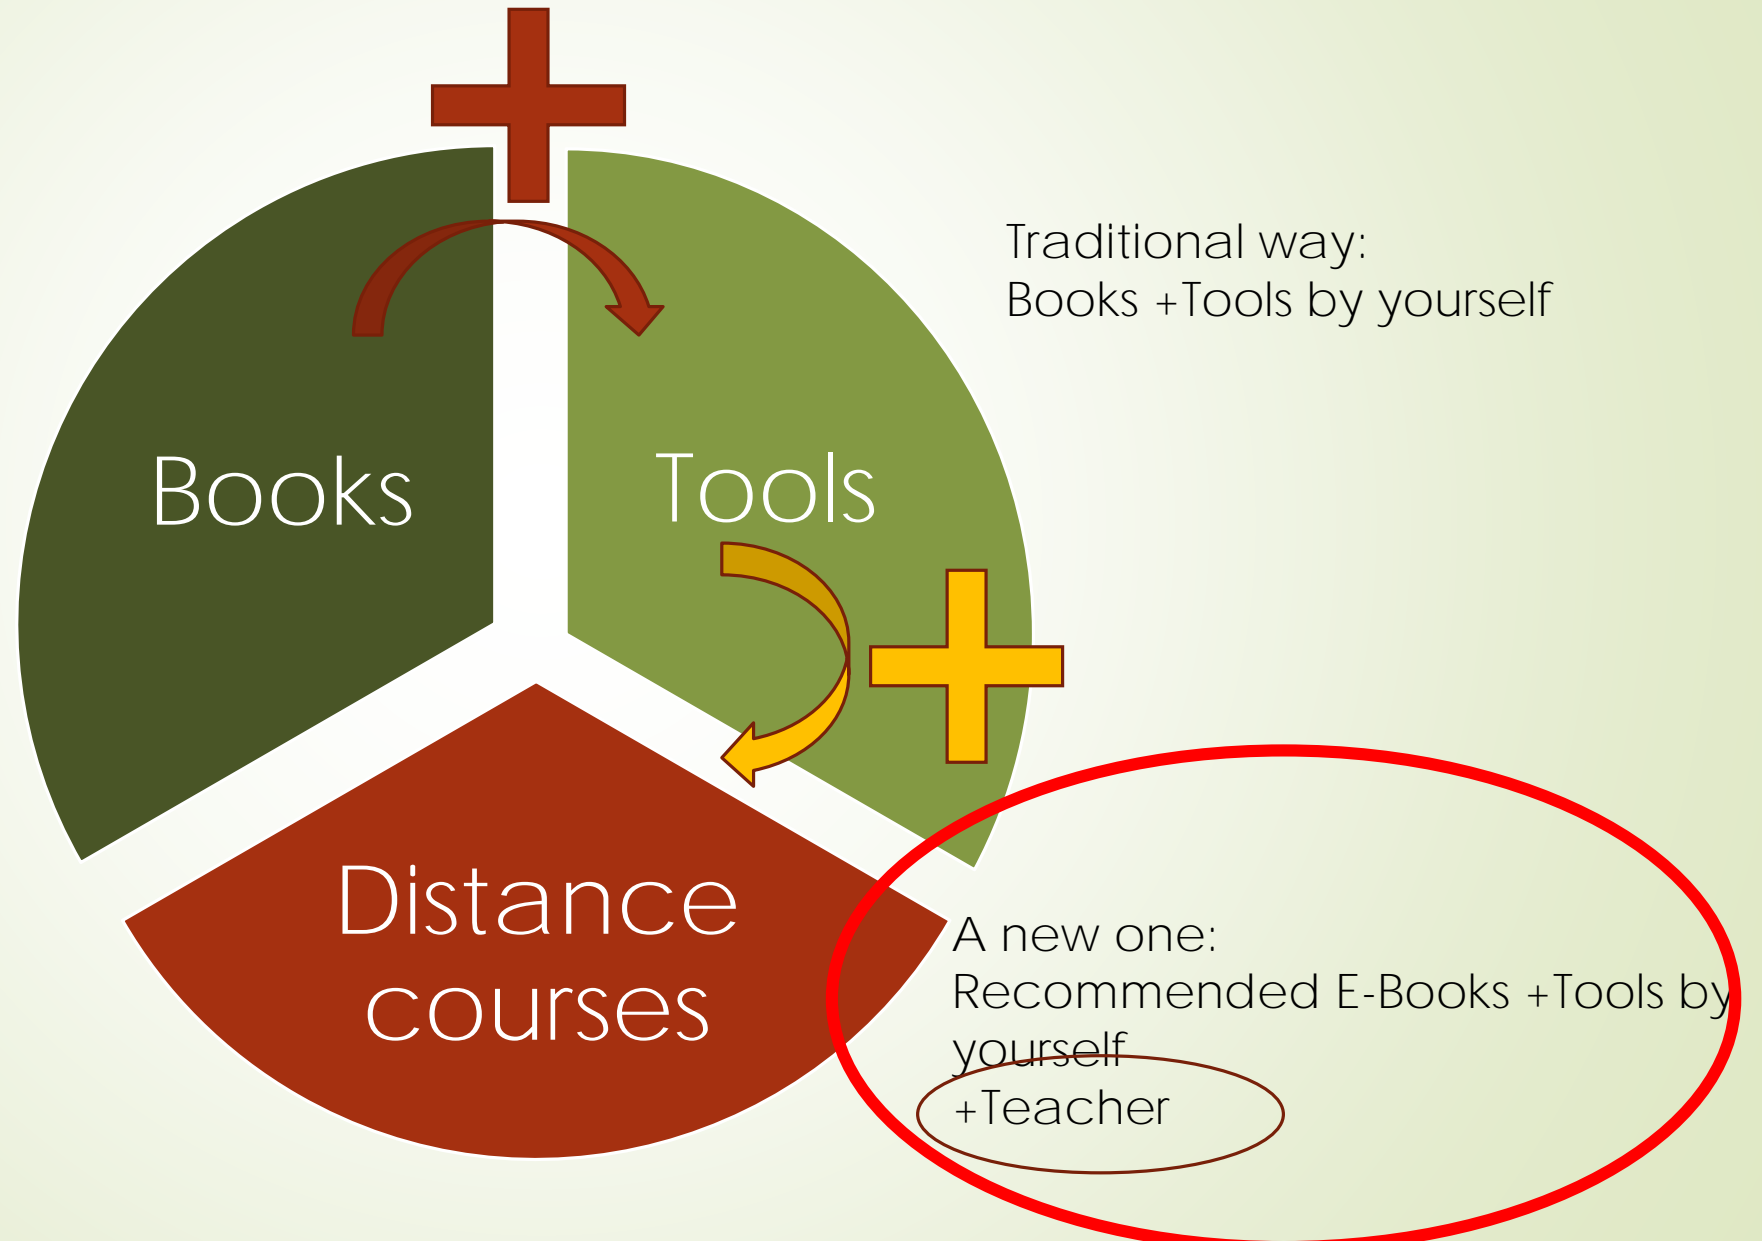 Books
Tools
Distance
courses
Traditional way:
Books +Tools by yourself
A new one:
Recommended E-Books +Tools by
yourself
+Teacher